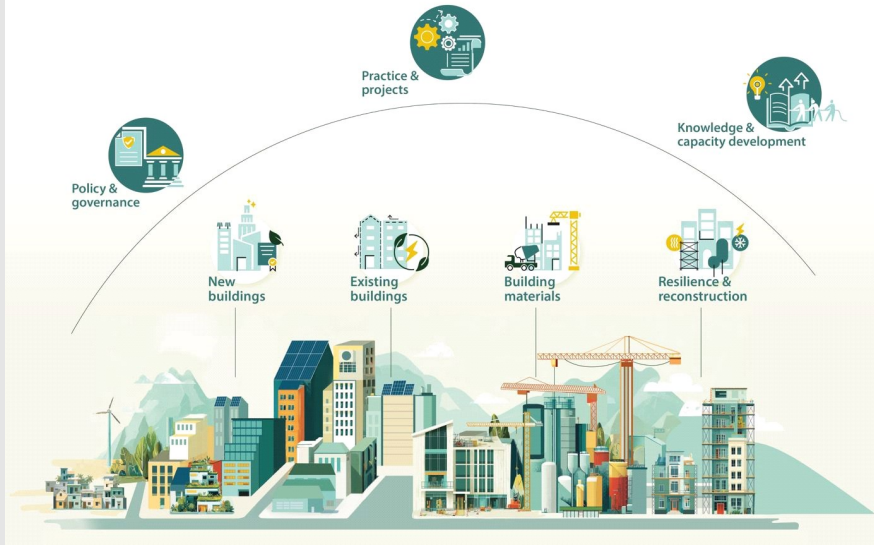 Practice &
projects
Knowledge &
capacity development
Policy &
governance
New
buildings
Existing
buildings
Building
materials
Resilience &
reconstruction